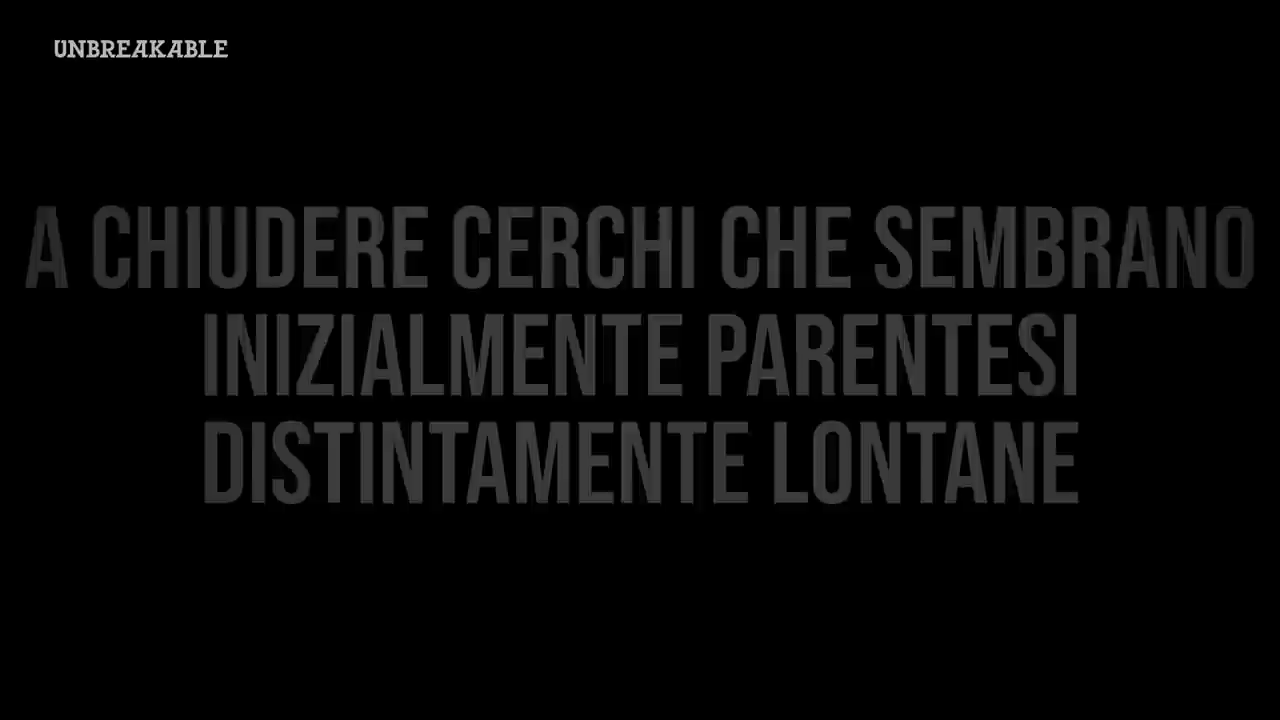 UNBREAKABLE
A CHIUDERE CERCHI CHE SEMBRANO
INIZIALMENTE PARENTESI
DISTINTAMENTE LONTANE